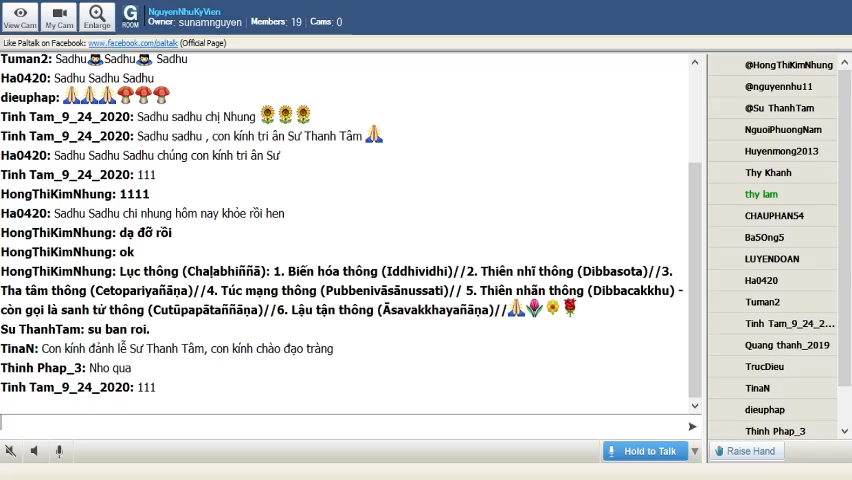 NguyenNhuKyVien
Owner: sunamnguyen Members: 19 Cams: 0
View Cam
My Cam
Enlarge
G
ROOM
Like Paltalk on Facebook: www.facebook.com/paltalk (Official Page)
Tuman2: Sadhu Sadhu Sadhu
Ha0420: Sadhu Sadhu Sadhu
dieuphap:
Tinh Tam_9_24_2020: Sadhu sadhu chị Nhung
Tinh Tam_9_24_2020: Sadhu sadhu , con kính tri ân Sư Thanh Tâm
Ha0420: Sadhu Sadhu Sadhu chúng con kính tri ân Sư
Tinh Tam_9_24_2020: 111
HongThiKimNhung: 1111
Ha0420: Sadhu Sadhu chi nhung hôm nay khỏe rồi hen
HongThiKimNhung: dạ đỡ rồi
HongThiKimNhung: ok
HongThiKimNhung: Lục thông (Chaḷabhiññā): 1. Biến hóa thông (Iddhividhi)//2. Thiên nhĩ thông (Dibbasota)//3.
Tha tâm thông (Cetopariyañāṇa)//4. Túc mạng thông (Pubbenivāsānussati)// 5. Thiên nhãn thông (Dibbacakkhu) -
còn gọi là sanh tử thông (Cutūpapātaññāṇa)//6. Lậu tận thông (Āsavakkhayañāṇa)//
Su ThanhTam: su ban roi.
TinaN: Con kính đảnh lễ Sư Thanh Tâm, con kính chào đạo tràng
Thinh Phap_3: Nho qua
Tinh Tam_9_24_2020: 111
@HongThiKimNhung
@nguyennhu11
@Su ThanhTam
NguoiPhuongNam
Huyenmong2013
Thy Khanh
thy lam
CHAUPHAN54
Ba5Ong5
LUYENDOAN
Ha0420
Tuman2
Tinh Tam_9_24_2...
Quang thanh_2019
TrucDieu
TinaN
dieuphap
Thinh Phap_3
Hold to Talk
Raise Hand